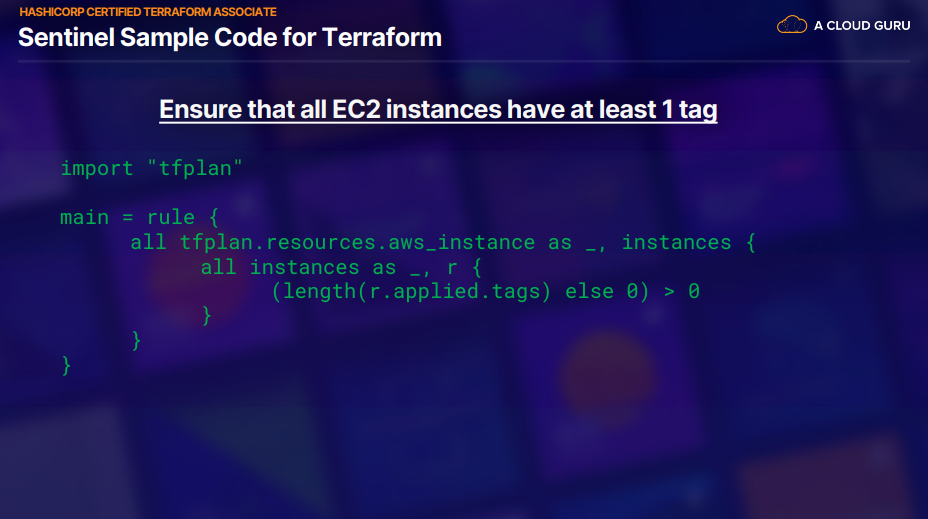 HASHICORP CERTIFIED TERRAFORM ASSOCIATE
Sentinel Sample Code for Terraform
A CLOUD GURU
Ensure that all EC2 instances have at least 1 tag
import "tfplan"
main = rule {
all tfplan.resources.aws_instance as _, instances {
all instances as _, r {
(length(r.applied.tags) else 0) > 0
}
}
}